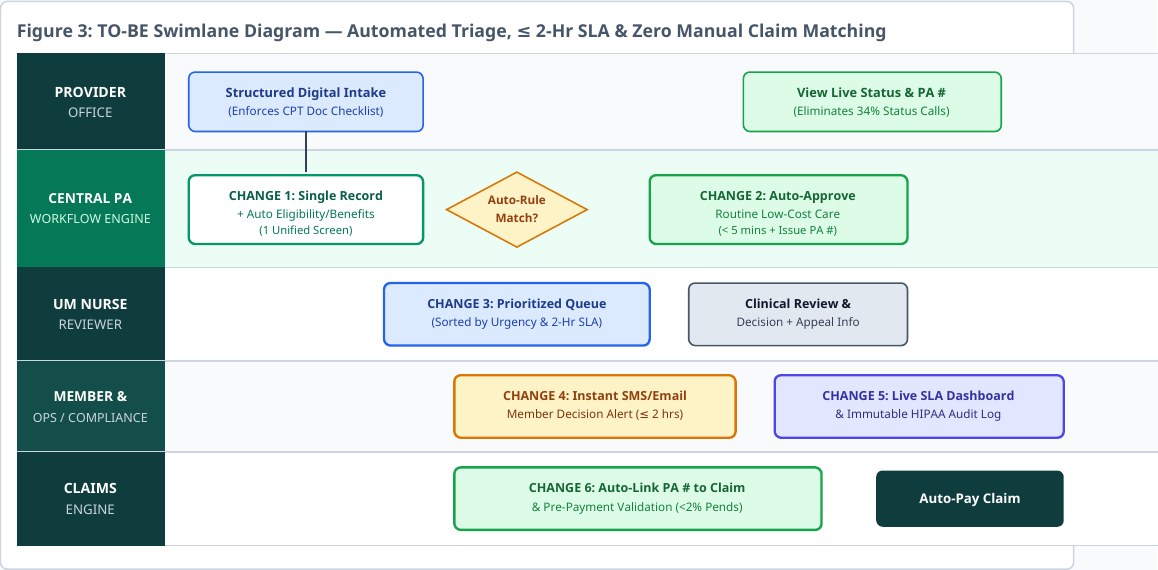 Figure 3: TO-BE Swimlane Diagram — Automated Triage, ≤ 2-Hr SLA & Zero Manual Claim Matching
PROVIDER
OFFICE
Structured Digital Intake
(Enforces CPT Doc Checklist)
View Live Status & PA #
(Eliminates 34% Status Calls)
CENTRAL PA
WORKFLOW ENGINE
CHANGE 1: Single Record
+ Auto Eligibility/Benefits
(1 Unified Screen)
Auto-Rule
Match?
CHANGE 2: Auto-Approve
Routine Low-Cost Care
(< 5 mins + Issue PA #)
UM NURSE
REVIEWER
CHANGE 3: Prioritized Queue
(Sorted by Urgency & 2-Hr SLA)
Clinical Review &
Decision + Appeal Info
MEMBER &
OPS / COMPLIANCE
CHANGE 4: Instant SMS/Email
Member Decision Alert (≤ 2 hrs)
CHANGE 5: Live SLA Dashboard
& Immutable HIPAA Audit Log
CLAIMS
ENGINE
CHANGE 6: Auto-Link PA # to Claim
& Pre-Payment Validation (<2% Pends)
Auto-Pay Claim